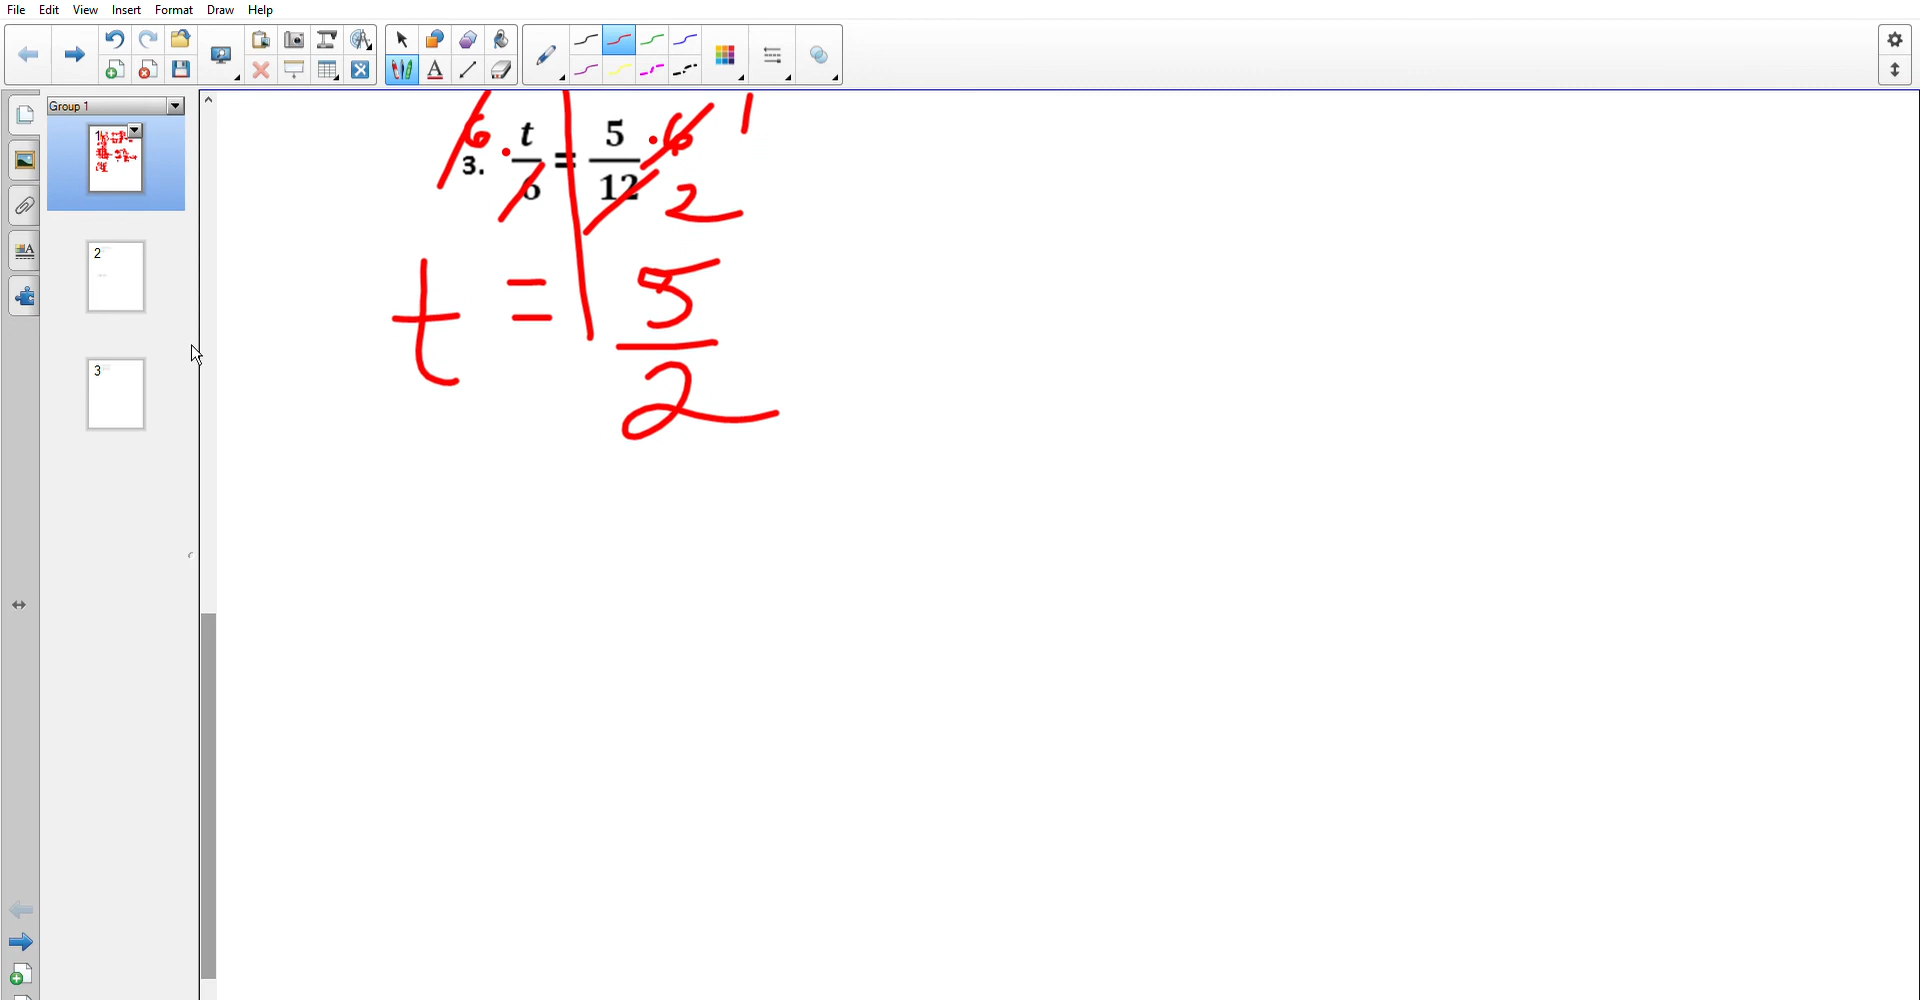 File Edit View Insert Format Draw Help
Group 1
1
2
3
6 · t/6 = 5/12 · 6 1
3.
2
t = 5/2